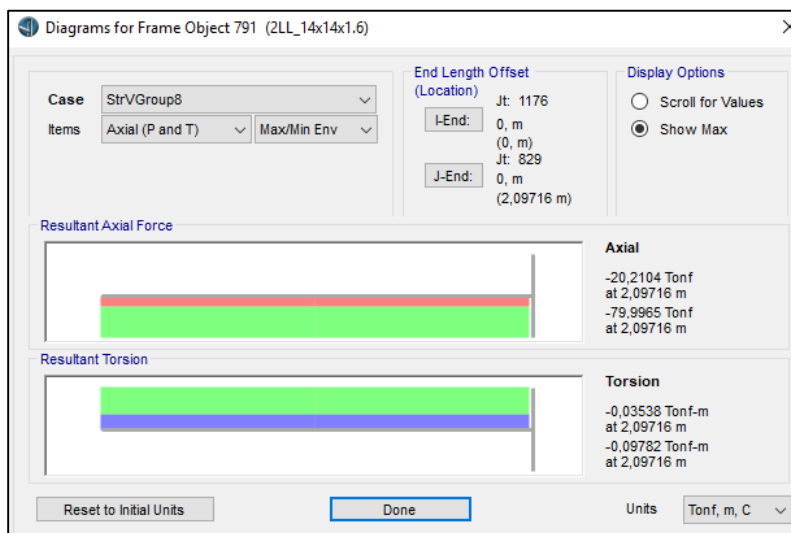 Diagrams for Frame Object 791 (2LL_14x14x1.6)
Case StrVGroup8
Items Axial (P and T) Max/Min Env
End Length Offset
(Location)
I-End:
Jt: 1176
0, m
(0, m)
J-End:
Jt: 829
0, m
(2,09716 m)
Display Options
Scroll for Values
Show Max
Resultant Axial Force
Axial
-20,2104 Tonf
at 2,09716 m
-79,9965 Tonf
at 2,09716 m
Resultant Torsion
Torsion
-0,03538 Tonf-m
at 2,09716 m
-0,09782 Tonf-m
at 2,09716 m
Reset to Initial Units
Done
Units Tonf, m, C